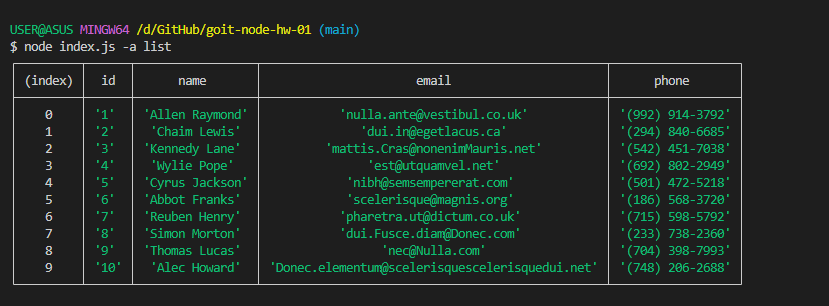 USER@ASUS MINGW64 /d/GitHub/goit-node-hw-01 (main)
$ node index.js -a list
(index) id name email phone
0 '1' 'Allen Raymond' 'nulla.ante@vestibul.co.uk' '(992) 914-3792'
1 '2' 'Chaim Lewis' 'dui.in@egetlacus.ca' '(294) 840-6685'
2 '3' 'Kennedy Lane' 'mattis.Cras@nonenimMauris.net' '(542) 451-7038'
3 '4' 'Wylie Pope' 'est@utquamvel.net' '(692) 802-2949'
4 '5' 'Cyrus Jackson' 'nibh@semsempererat.com' '(501) 472-5218'
5 '6' 'Abbot Franks' 'scelerisque@magnis.org' '(186) 568-3720'
6 '7' 'Reuben Henry' 'pharetra.ut@dictum.co.uk' '(715) 598-5792'
7 '8' 'Simon Morton' 'dui.Fusce.diam@Donec.com' '(233) 738-2360'
8 '9' 'Thomas Lucas' 'nec@Nulla.com' '(704) 398-7993'
9 '10' 'Alec Howard' 'Donec.elementum@scelerisquescelerisquedui.net' '(748) 206-2688'